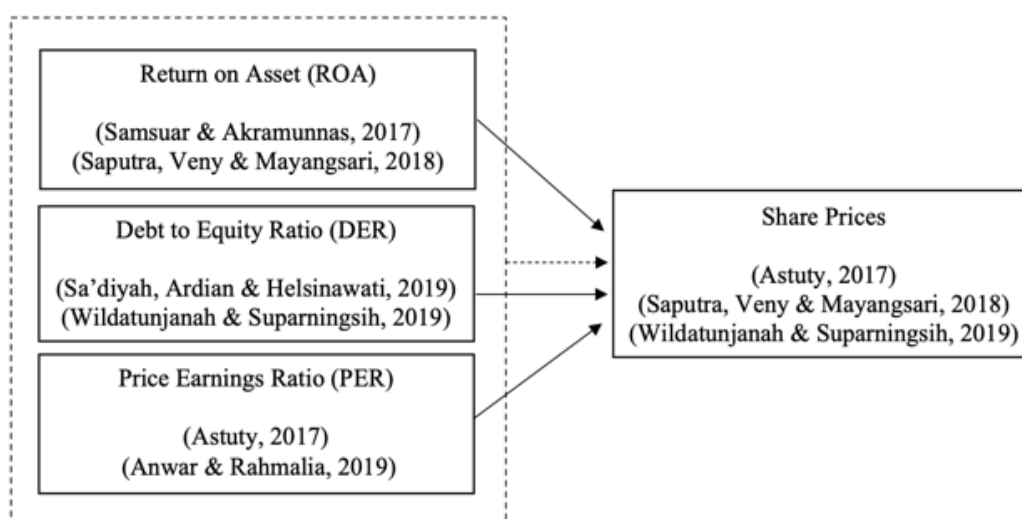 Return on Asset (ROA)
(Samsuar & Akramunnas, 2017)
(Saputra, Veny & Mayangsari, 2018)
Debt to Equity Ratio (DER)
(Sa’diyah, Ardian & Helsinawati, 2019)
(Wildatunjanah & Suparningsih, 2019)
Price Earnings Ratio (PER)
(Astuty, 2017)
(Anwar & Rahmalia, 2019)
Share Prices
(Astuty, 2017)
(Saputra, Veny & Mayangsari, 2018)
(Wildatunjanah & Suparningsih, 2019)